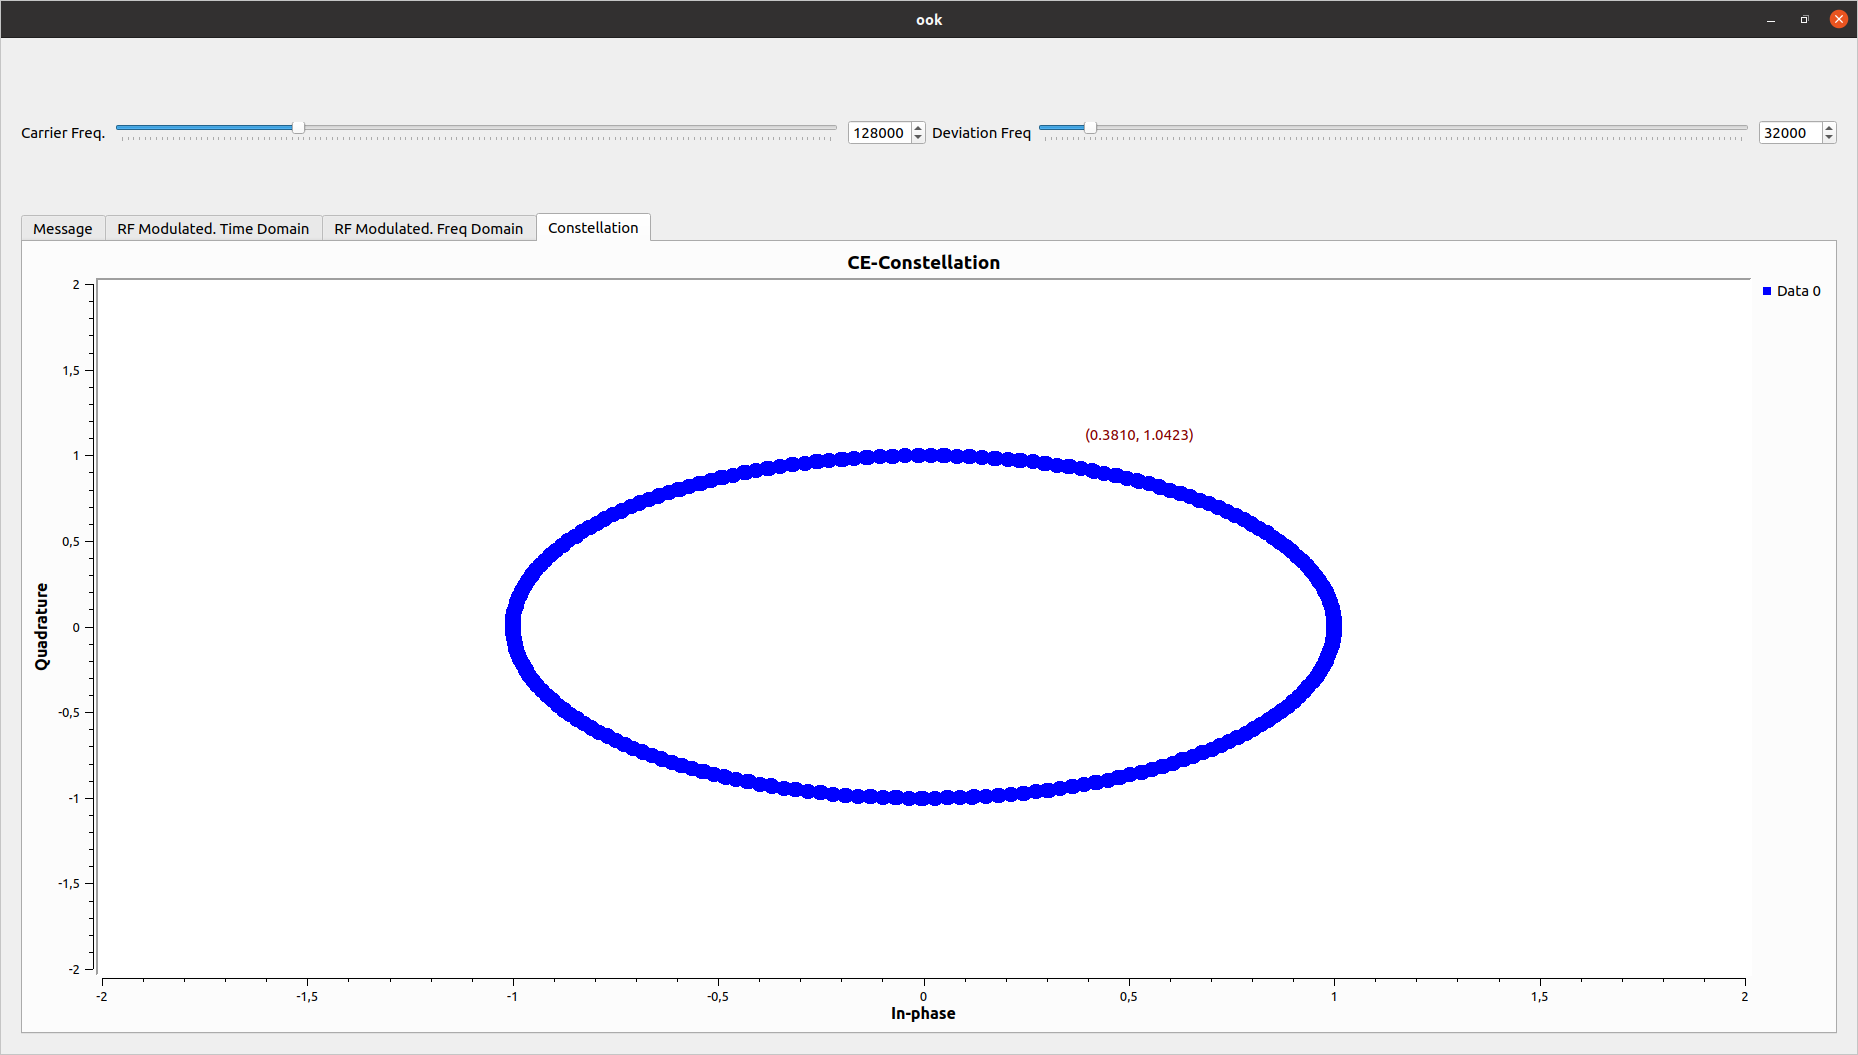 ook
Carrier Freq.
128000
Deviation Freq
32000
Message
RF Modulated. Time Domain
RF Modulated. Freq Domain
Constellation
CE-Constellation
Data 0
(0.3810, 1.0423)
2
1,5
1
0,5
0
-0,5
-1
-1,5
-2
Quadrature
-2 -1,5 -1 -0,5 0 0,5 1 1,5 2
In-phase